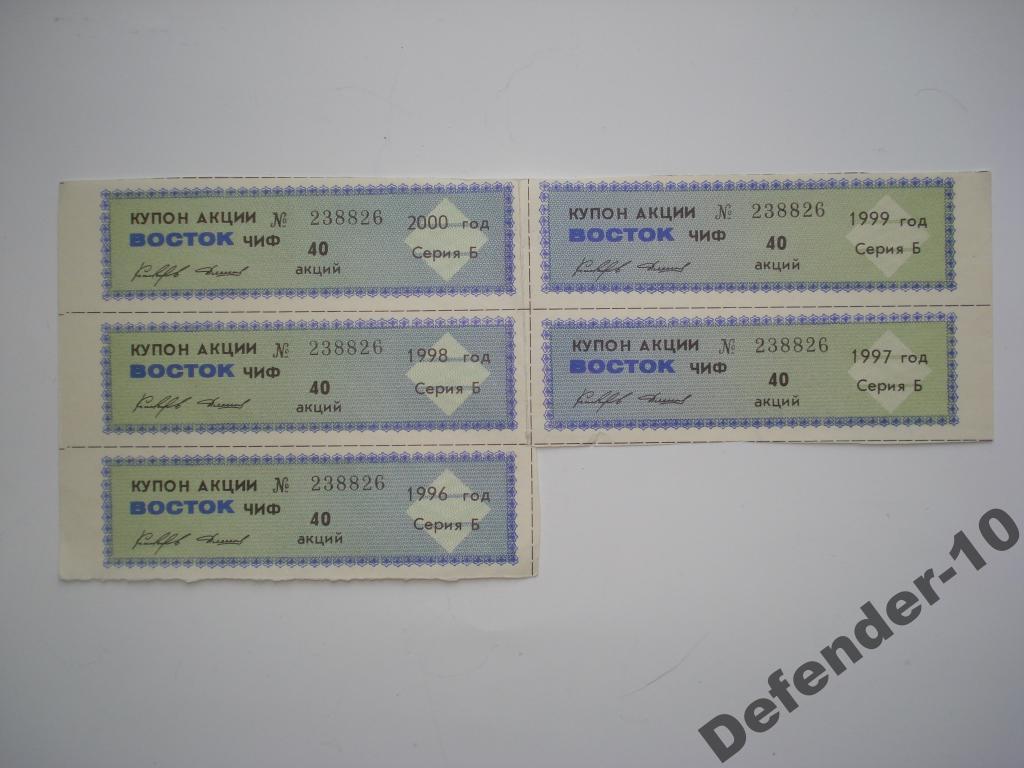 КУПОН АКЦИИ № 238826 2000 год
ВОСТОК ЧИФ 40 акций Серия Б
КУПОН АКЦИИ № 238826 1999 год
ВОСТОК ЧИФ 40 акций Серия Б
КУПОН АКЦИИ № 238826 1998 год
ВОСТОК ЧИФ 40 акций Серия Б
КУПОН АКЦИИ № 238826 1997 год
ВОСТОК ЧИФ 40 акций Серия Б
КУПОН АКЦИИ № 238826 1996 год
ВОСТОК ЧИФ 40 акций Серия Б
Defender-10